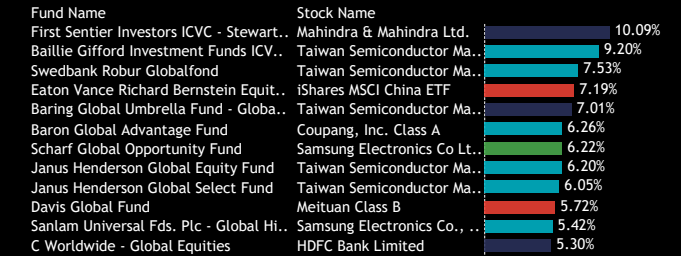 Fund Name Stock Name
First Sentier Investors ICVC - Stewart.. Mahindra & Mahindra Ltd. 10.09%
Baillie Gifford Investment Funds ICV.. Taiwan Semiconductor Ma.. 9.20%
Swedbank Robur Globalfond Taiwan Semiconductor Ma.. 7.53%
Eaton Vance Richard Bernstein Equit.. iShares MSCI China ETF 7.19%
Baring Global Umbrella Fund - Globa.. Taiwan Semiconductor Ma.. 7.01%
Baron Global Advantage Fund Coupang, Inc. Class A 6.26%
Scharf Global Opportunity Fund Samsung Electronics Co Lt.. 6.22%
Janus Henderson Global Equity Fund Taiwan Semiconductor Ma.. 6.20%
Janus Henderson Global Select Fund Taiwan Semiconductor Ma.. 6.05%
Davis Global Fund Meituan Class B 5.72%
Sanlam Universal Fds. Plc - Global Hi.. Samsung Electronics Co., .. 5.42%
C Worldwide - Global Equities HDFC Bank Limited 5.30%